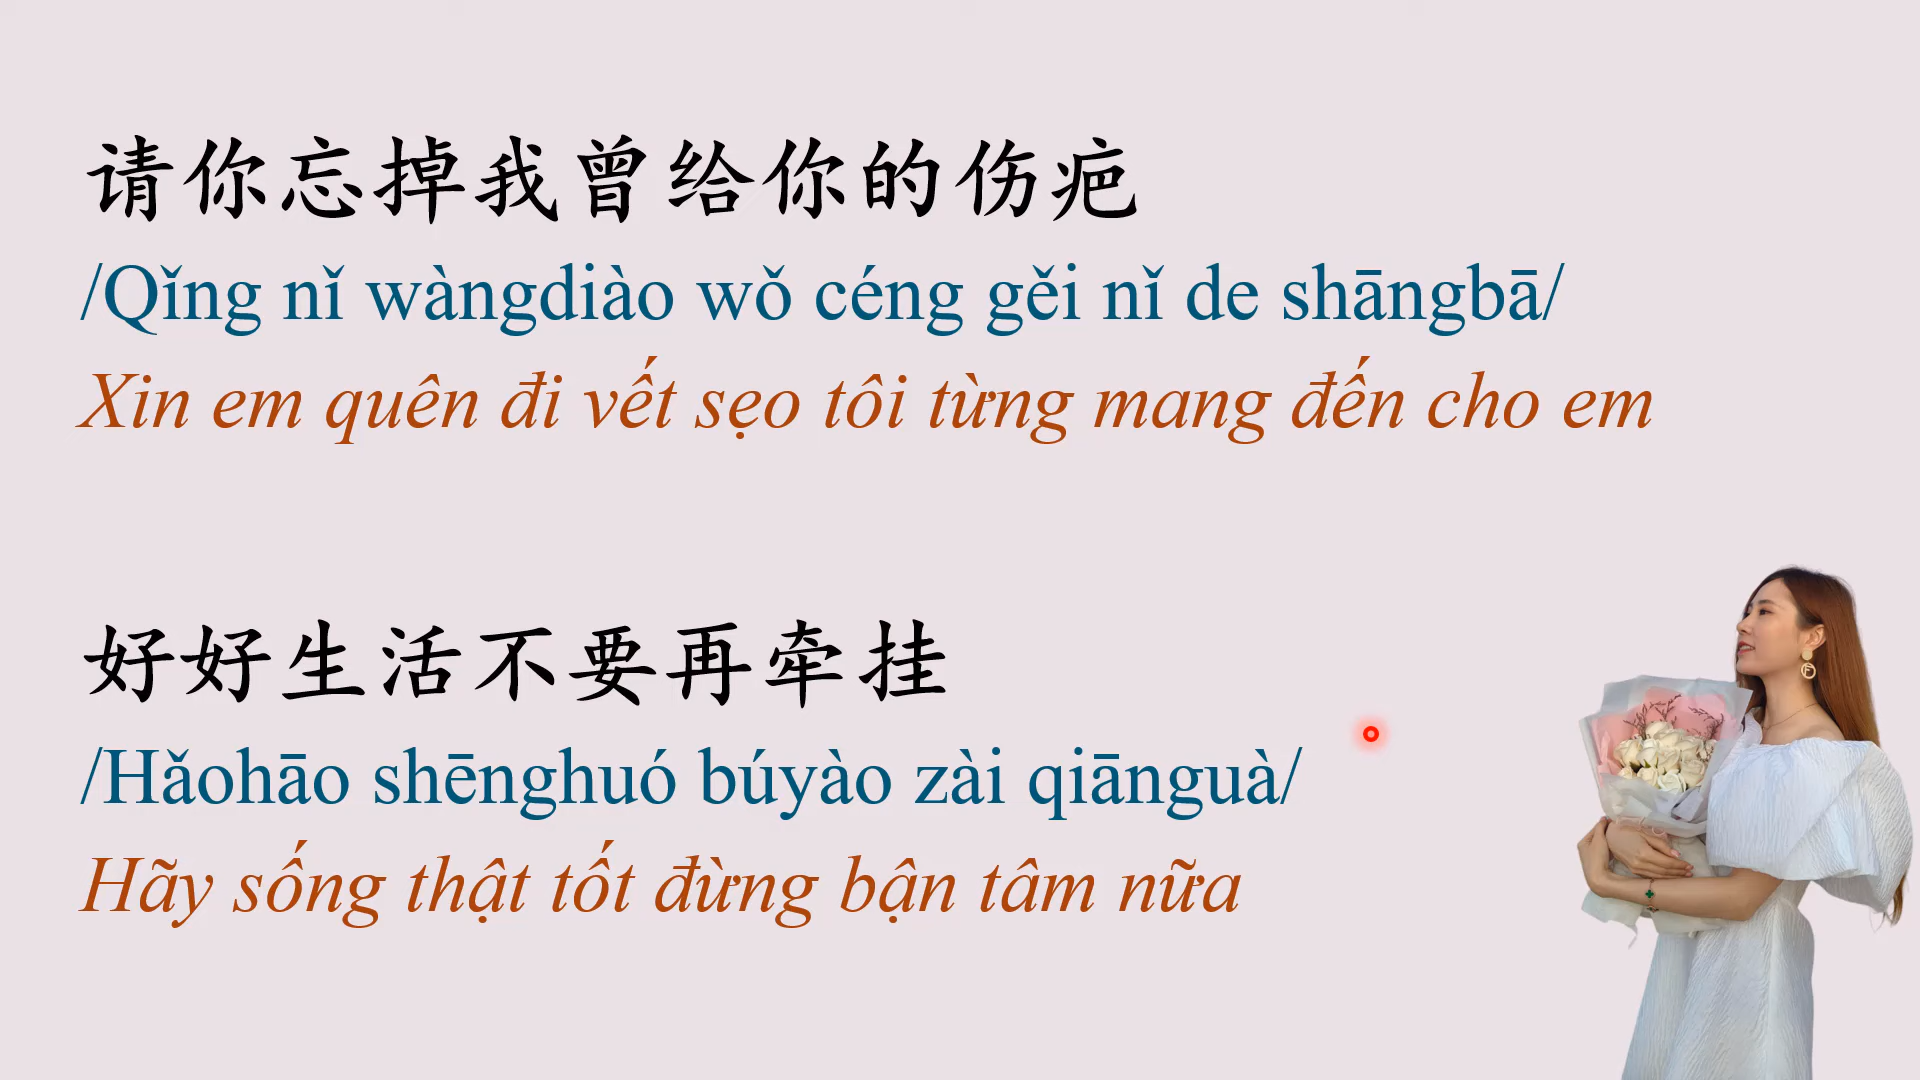 请你忘掉我曾给你的伤疤
/Qǐng nǐ wàngdiào wǒ céng gěi nǐ de shāngbā/
Xin em quên đi vết sẹo tôi từng mang đến cho em
好好生活不要再牵挂
/Hǎohāo shēnghuó búyào zài qiānguà/
Hãy sống thật tốt đừng bận tâm nữa